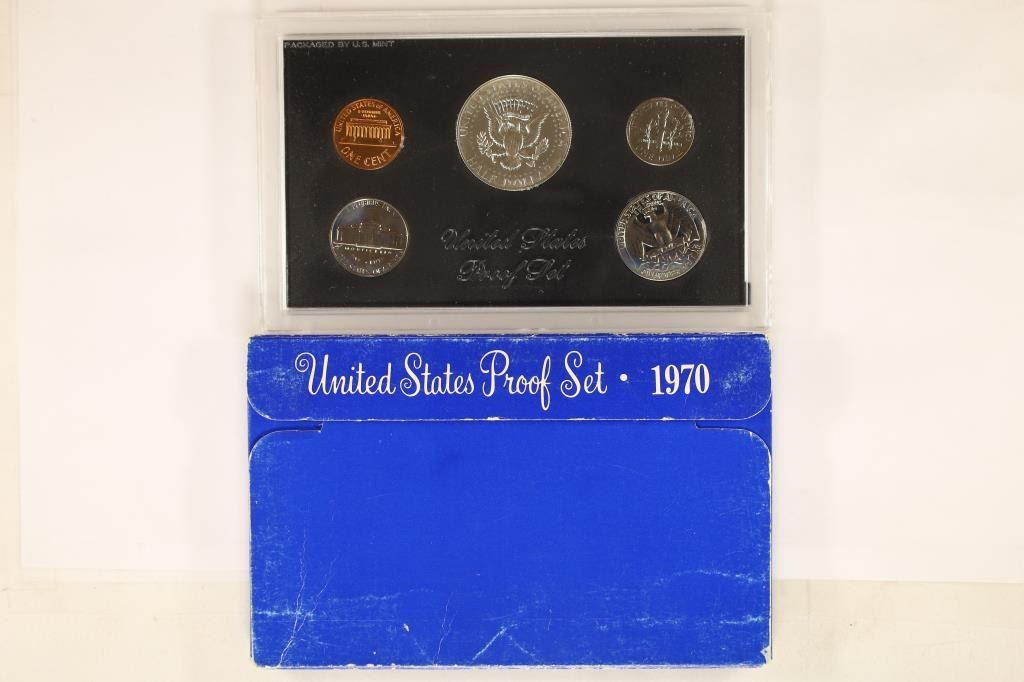 PACKAGED BY U.S. MINT
UNITED STATES OF AMERICA
ONE CENT
HALF DOLLAR
MONTICELLO
United States
Proof Set
United States Proof Set · 1970